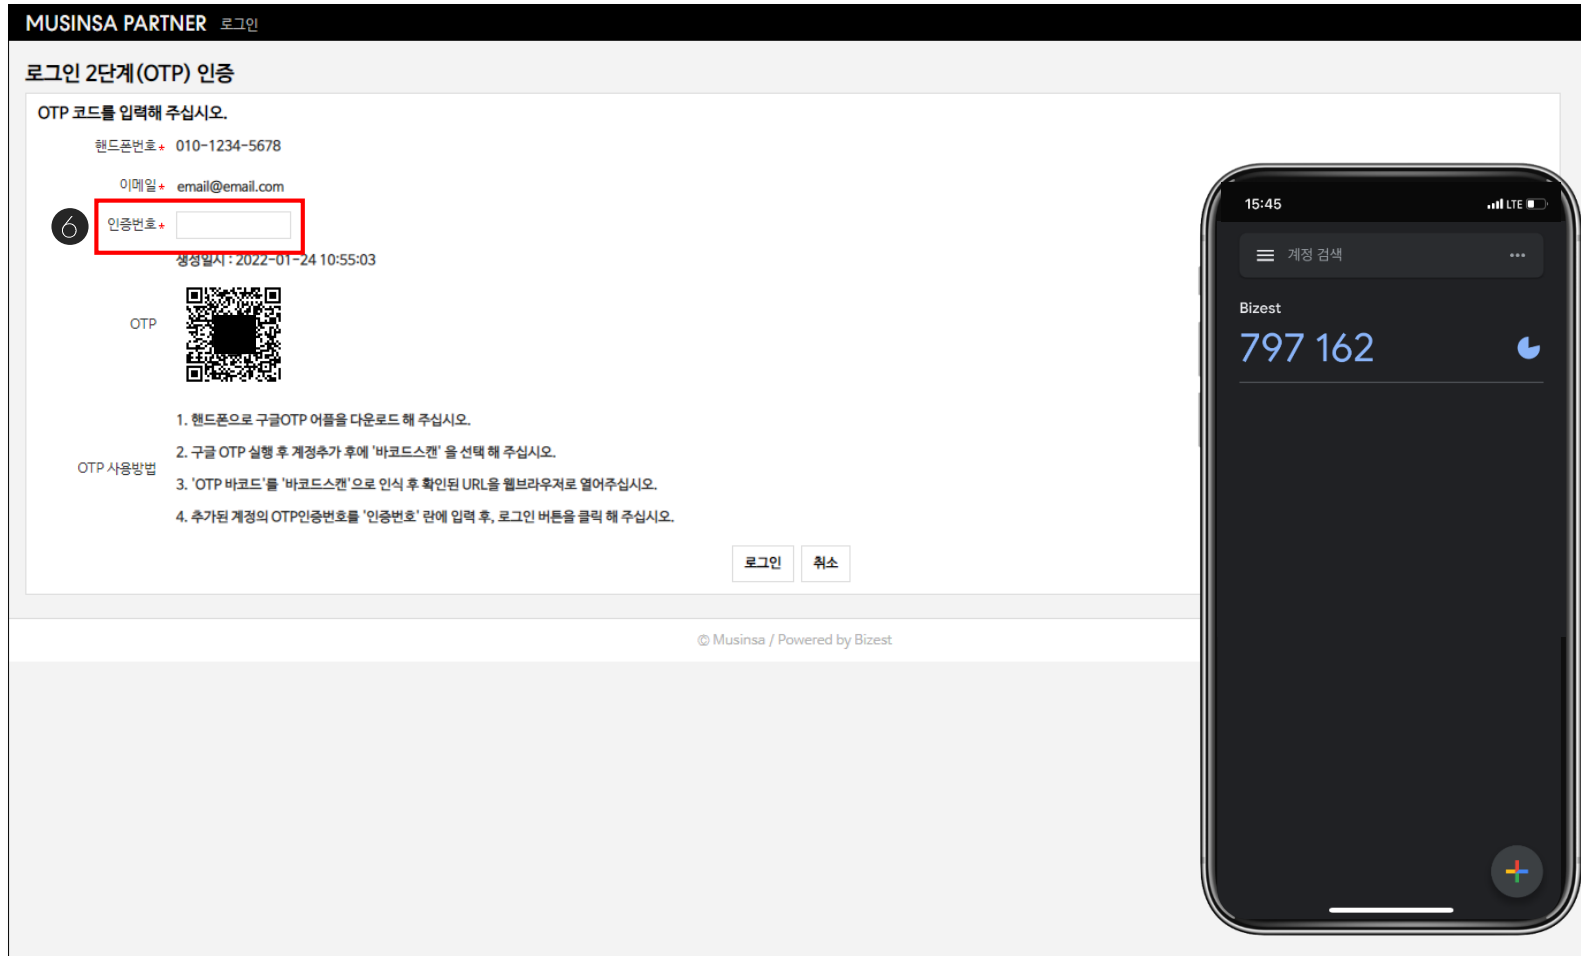 MUSINSA PARTNER 로그인
로그인 2단계(OTP) 인증
OTP 코드를 입력해 주십시오.
핸드폰번호* 010-1234-5678
이메일* email@email.com
6 인증번호*
생성일시 : 2022-01-24 10:55:03
OTP
OTP 사용방법
1. 핸드폰으로 구글OTP 어플을 다운로드 해 주십시오.
2. 구글 OTP 실행 후 계정추가 후에 '바코드스캔' 을 선택 해 주십시오.
3. 'OTP 바코드'를 '바코드스캔'으로 인식 후 확인된 URL을 웹브라우저로 열어주십시오.
4. 추가된 계정의 OTP인증번호를 '인증번호' 란에 입력 후, 로그인 버튼을 클릭 해 주십시오.
로그인 취소
© Musinsa / Powered by Bizest
15:45 LTE
계정 검색
Bizest
797 162